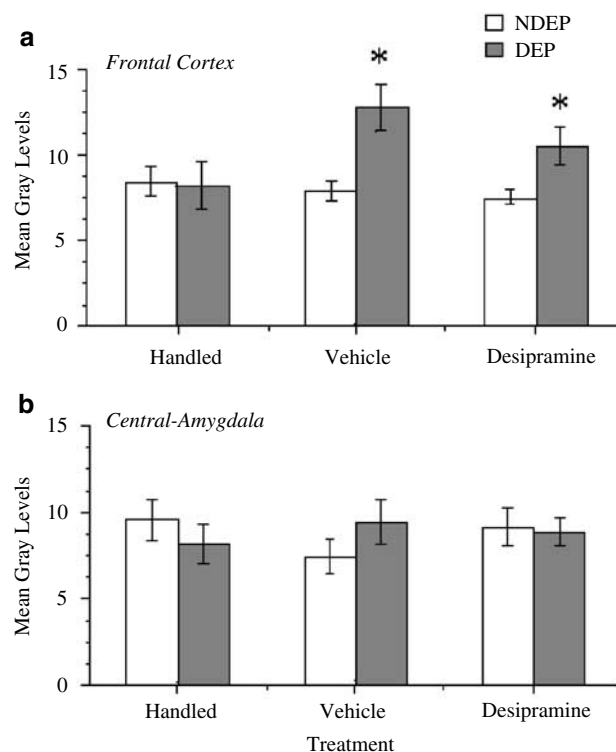 NDEP
DEP
a
Frontal Cortex
*
*
15
10
5
0
Mean Gray Levels
Handled Vehicle Desipramine
b
Central-Amygdala
15
10
5
0
Mean Gray Levels
Handled Vehicle Desipramine
Treatment